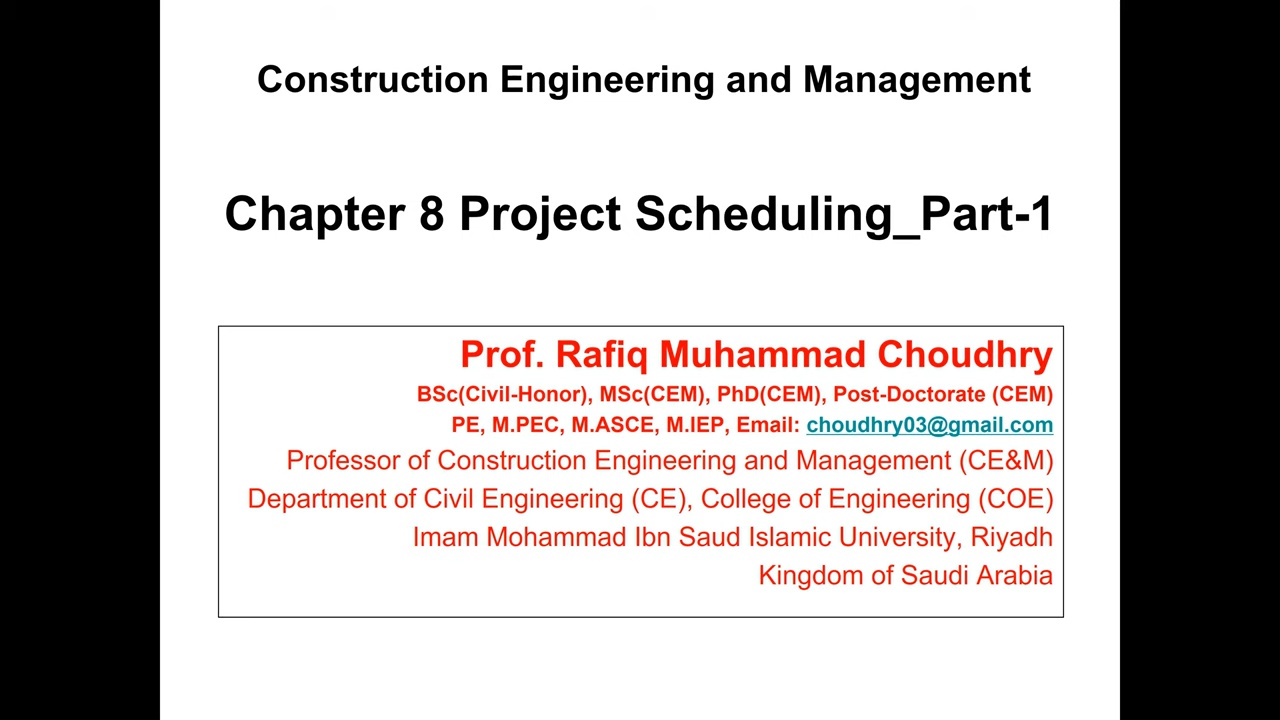 Construction Engineering and Management
Chapter 8 Project Scheduling_Part-1
Prof. Rafiq Muhammad Choudhry
BSc(Civil-Honor), MSc(CEM), PhD(CEM), Post-Doctorate (CEM)
PE, M.PEC, M.ASCE, M.IEP, Email: choudhry03@gmail.com
Professor of Construction Engineering and Management (CE&M)
Department of Civil Engineering (CE), College of Engineering (COE)
Imam Mohammad Ibn Saud Islamic University, Riyadh
Kingdom of Saudi Arabia